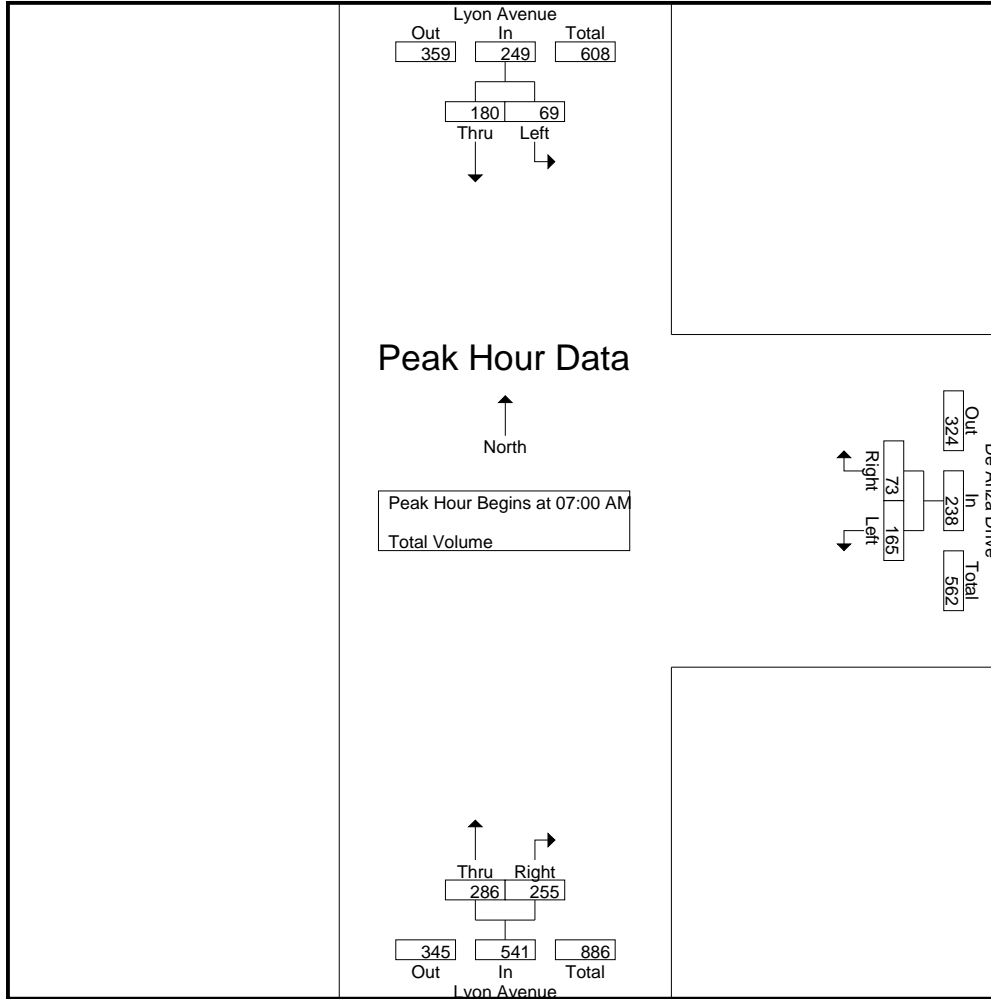 Lyon Avenue
Out In Total
359 249 608
180 69
Thru Left
Peak Hour Data
North
Peak Hour Begins at 07:00 AM
Total Volume
Right Left
73 165
Out In Total
324 238 562
Drive
Thru Right
286 255
345 541 886
Out In Total
Lyon Avenue